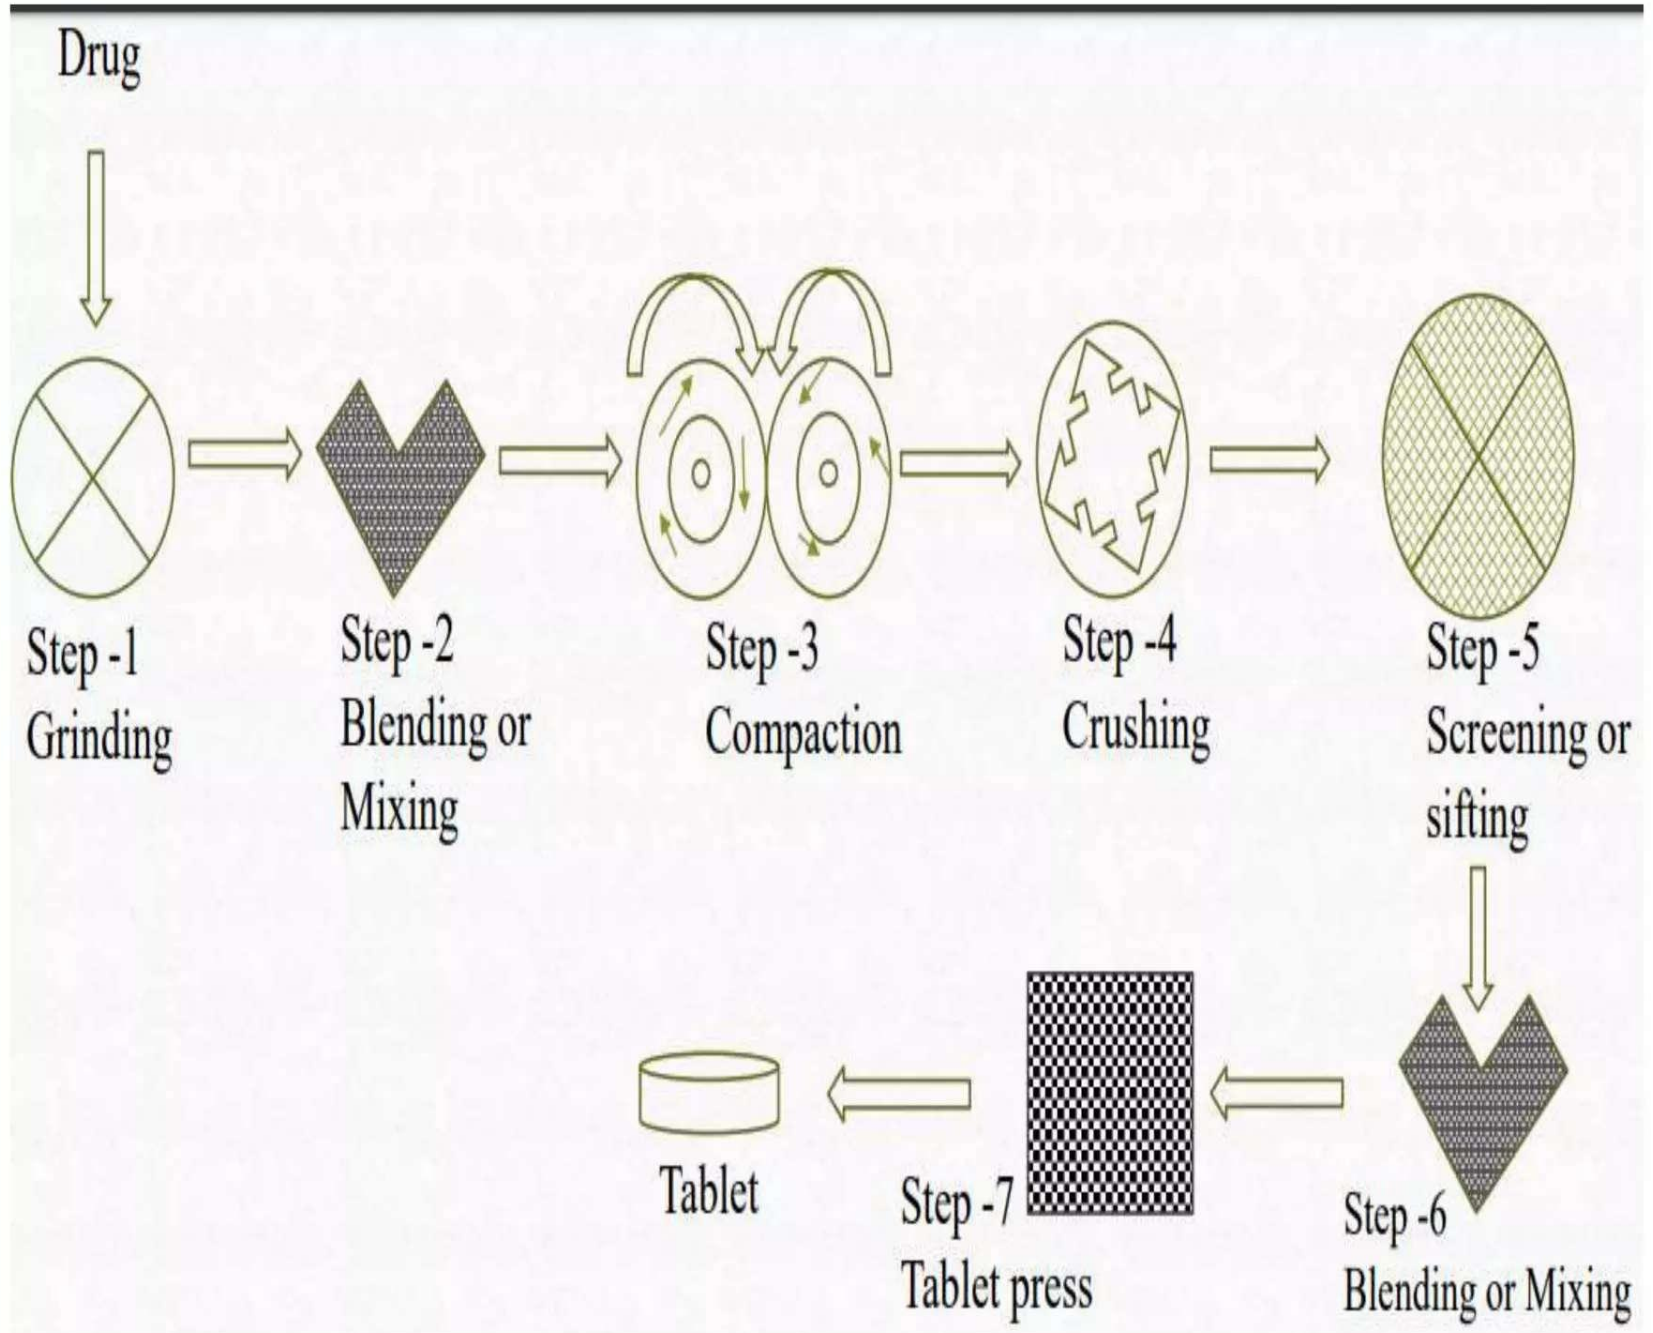 Drug
Step -1
Grinding
Step -2
Blending or
Mixing
Step -3
Compaction
Step -4
Crushing
Step -5
Screening or
sifting
Step -6
Blending or Mixing
Step -7
Tablet press
Tablet